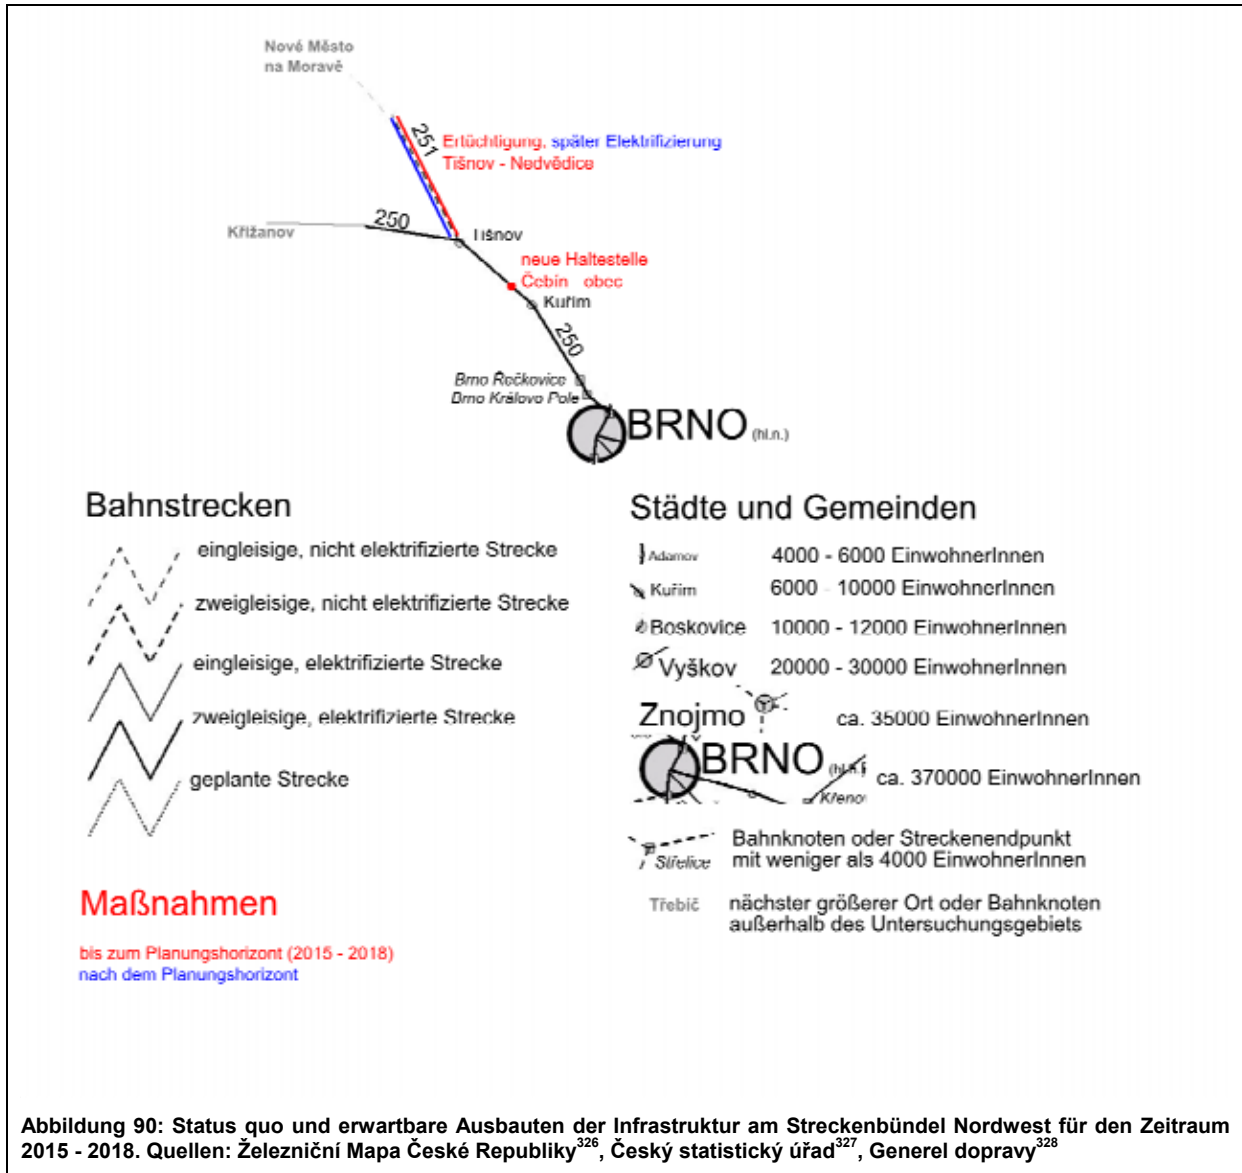 Nové Město
na Moravě
251
Ertüchtigung, später Elektrifizierung
Tišnov - Nedvědice
250
Křižanov
Tišnov
neue Haltestelle
Čebín obec
Kuřim
250
Brno Řečkovice
Brno Královo Pole
BRNO (hl.n.)
Bahnstrecken
eingleisige, nicht elektrifizierte Strecke
zweigleisige, nicht elektrifizierte Strecke
eingleisige, elektrifizierte Strecke
zweigleisige, elektrifizierte Strecke
geplante Strecke
Maßnahmen
bis zum Planungshorizont (2015 - 2018)
nach dem Planungshorizont
Städte und Gemeinden
Adamov 4000 - 6000 EinwohnerInnen
Kuřim 6000 - 10000 EinwohnerInnen
Boskovice 10000 - 12000 EinwohnerInnen
Vyškov 20000 - 30000 EinwohnerInnen
Znojmo ca. 35000 EinwohnerInnen
BRNO (hl.n.) ca. 370000 EinwohnerInnen
Křeno
Bahnknoten oder Streckenendpunkt
Střelice mit weniger als 4000 EinwohnerInnen
Třebíč nächster größerer Ort oder Bahnknoten
außerhalb des Untersuchungsgebiets
Abbildung 90: Status quo und erwartbare Ausbauten der Infrastruktur am Streckenbündel Nordwest für den Zeitraum
2015 - 2018. Quellen: Železniční Mapa České Republiky326, Český statistický úřad327, Generel dopravy328